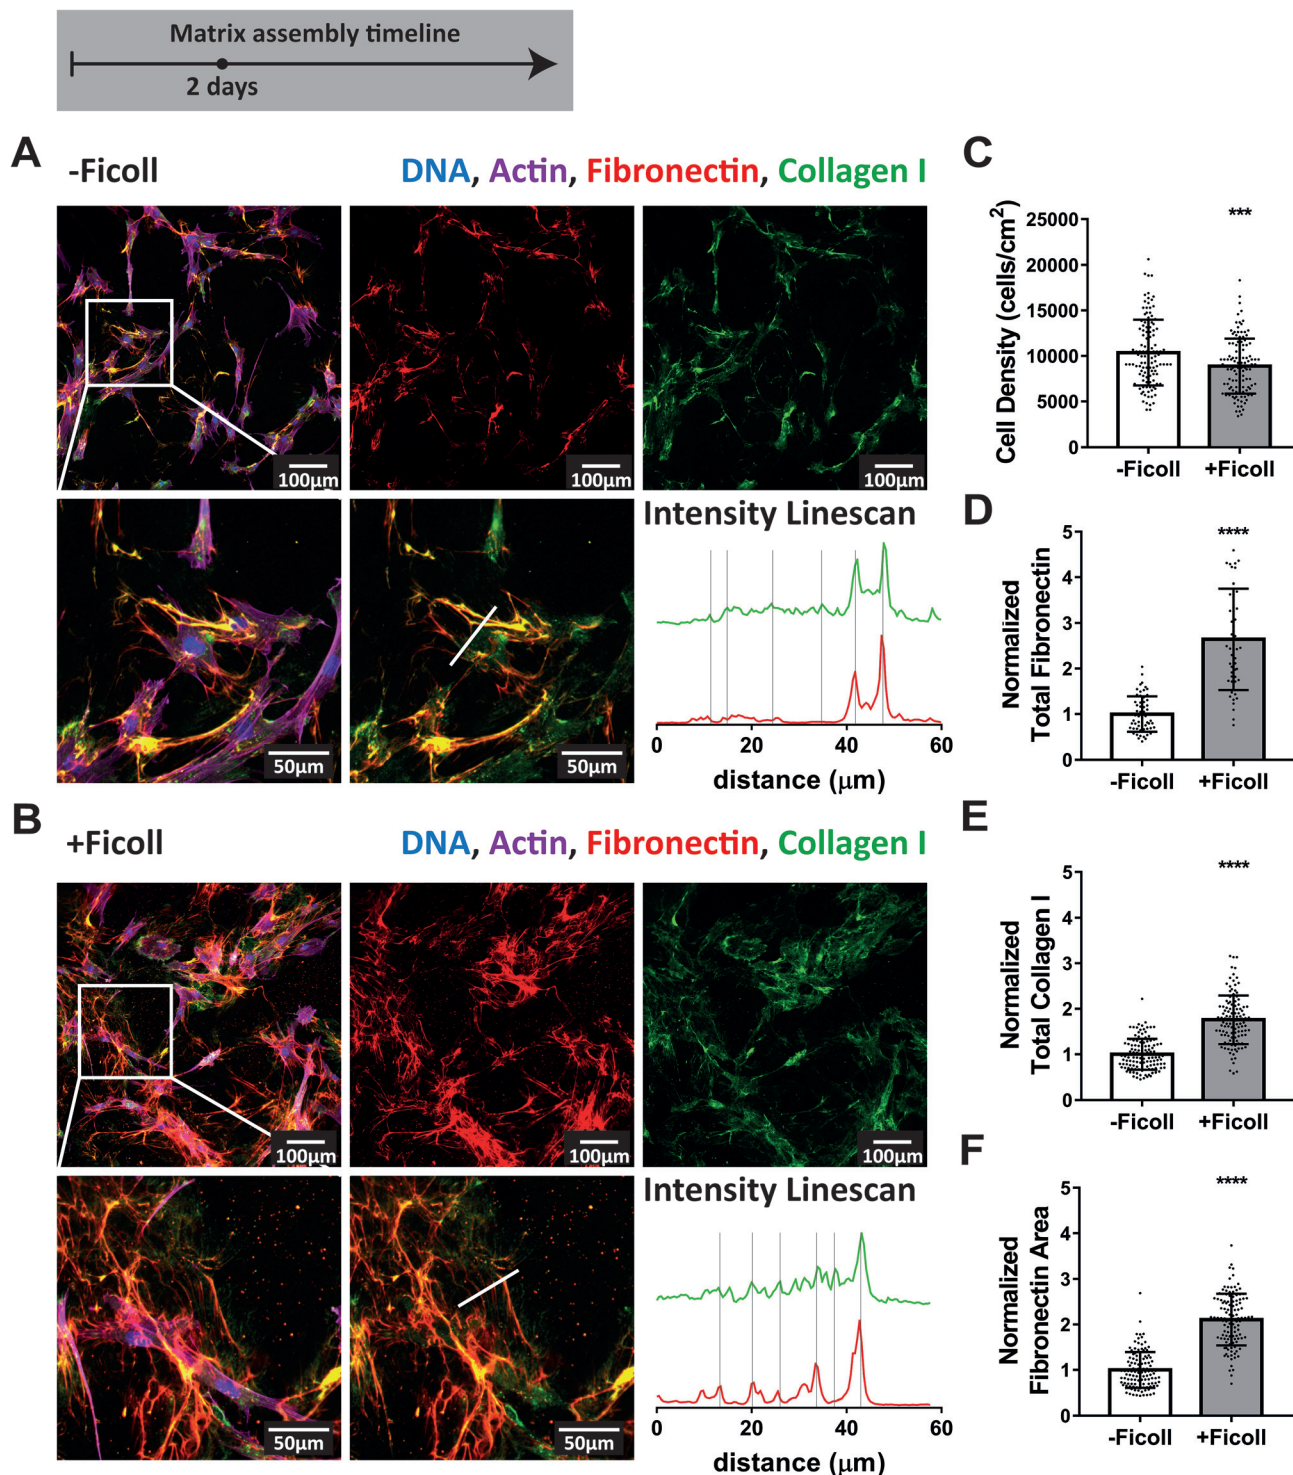 Matrix assembly timeline
2 days
A
-Ficoll
DNA, Actin, Fibronectin, Collagen I
100µm
100µm
100µm
50µm
50µm
Intensity Linescan
0
20
40
60
distance (µm)
B
+Ficoll
DNA, Actin, Fibronectin, Collagen I
100µm
100µm
100µm
50µm
50µm
Intensity Linescan
0
20
40
60
distance (µm)
C
Cell Density (cells/cm²)
25000
20000
15000
10000
5000
0
***
-Ficoll
+Ficoll
D
Normalized
Total Fibronectin
5
4
3
2
1
0
****
-Ficoll
+Ficoll
E
Normalized
Total Collagen I
5
4
3
2
1
0
****
-Ficoll
+Ficoll
F
Normalized
Fibronectin Area
5
4
3
2
1
0
****
-Ficoll
+Ficoll